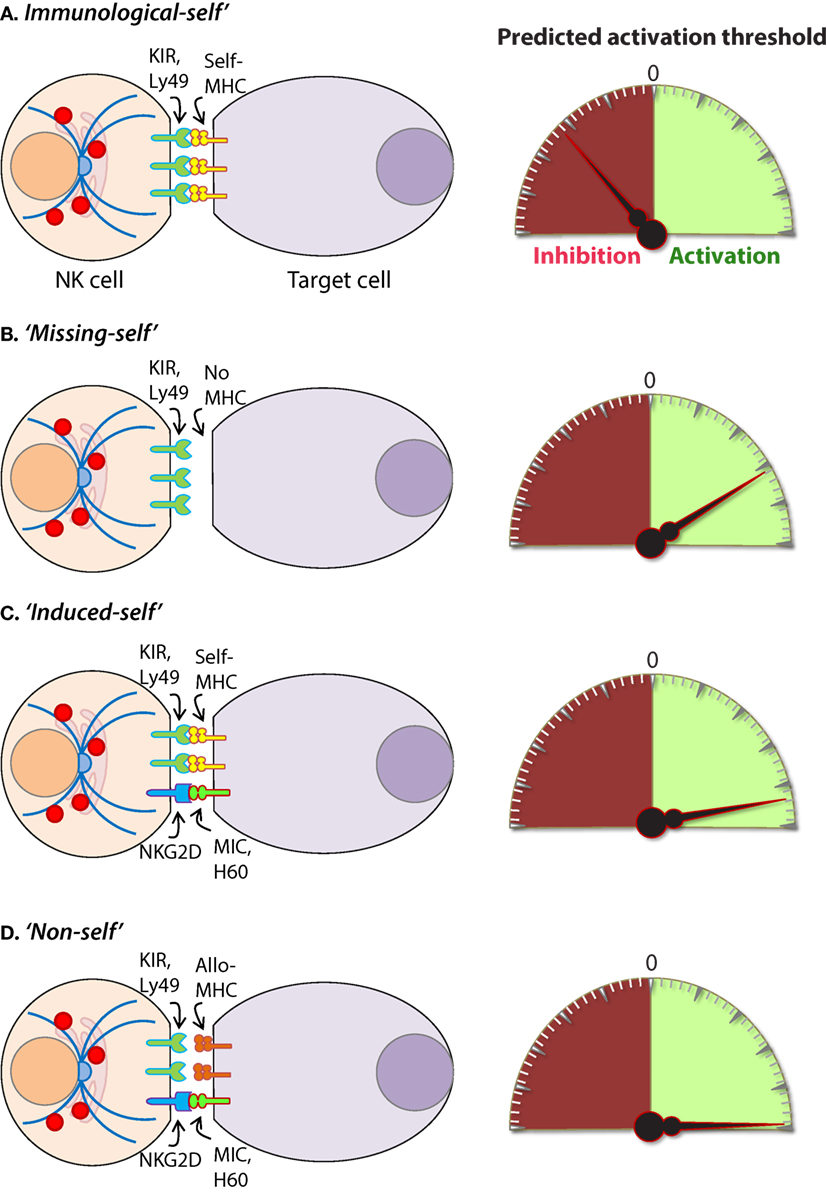 A. Immunological-self’
Predicted activation threshold
KIR,
Ly49
Self-
MHC
0
Inhibition
Activation
NK cell
Target cell
B. ‘Missing-self’
KIR,
Ly49
No
MHC
0
C. ‘Induced-self’
KIR,
Ly49
Self-
MHC
0
NKG2D
MIC,
H60
D. ‘Non-self’
KIR,
Ly49
Allo-
MHC
0
NKG2D
MIC,
H60